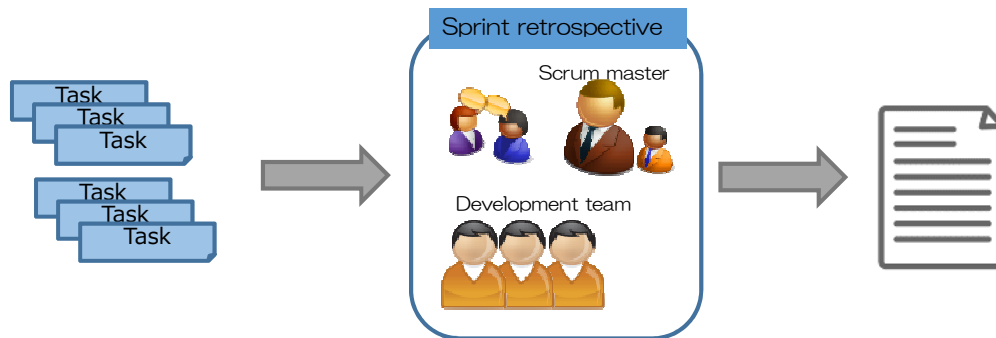 Sprint retrospective
Scrum master
Task
Task
Task
Task
Task
Task
Development team